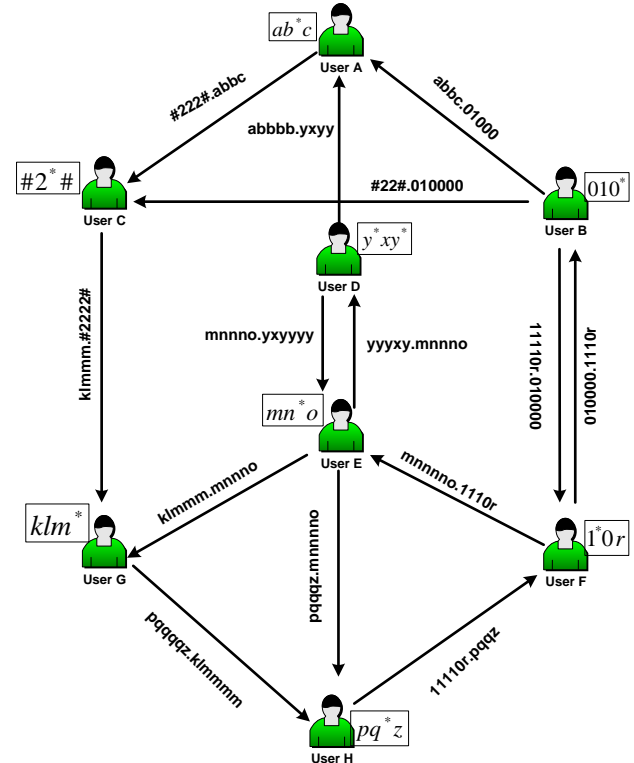 ab*c
User A
#222#.abbc
abbbb.yxyy
abbc.01000
#2*#
User C
#22#.010000
010*
User B
y*xy*
User D
klmmm.#2222#
mnnno.yxyyyy
yyyxy.mnnno
11110r.010000
010000.1110r
mn*o
User E
klmmm.mnnno
mnnnno.1110r
klm*
User G
pqqqz.mnnnno
1*0r
User F
pqqqqz.klmmmm
11110r.pqqz
pq*z
User H